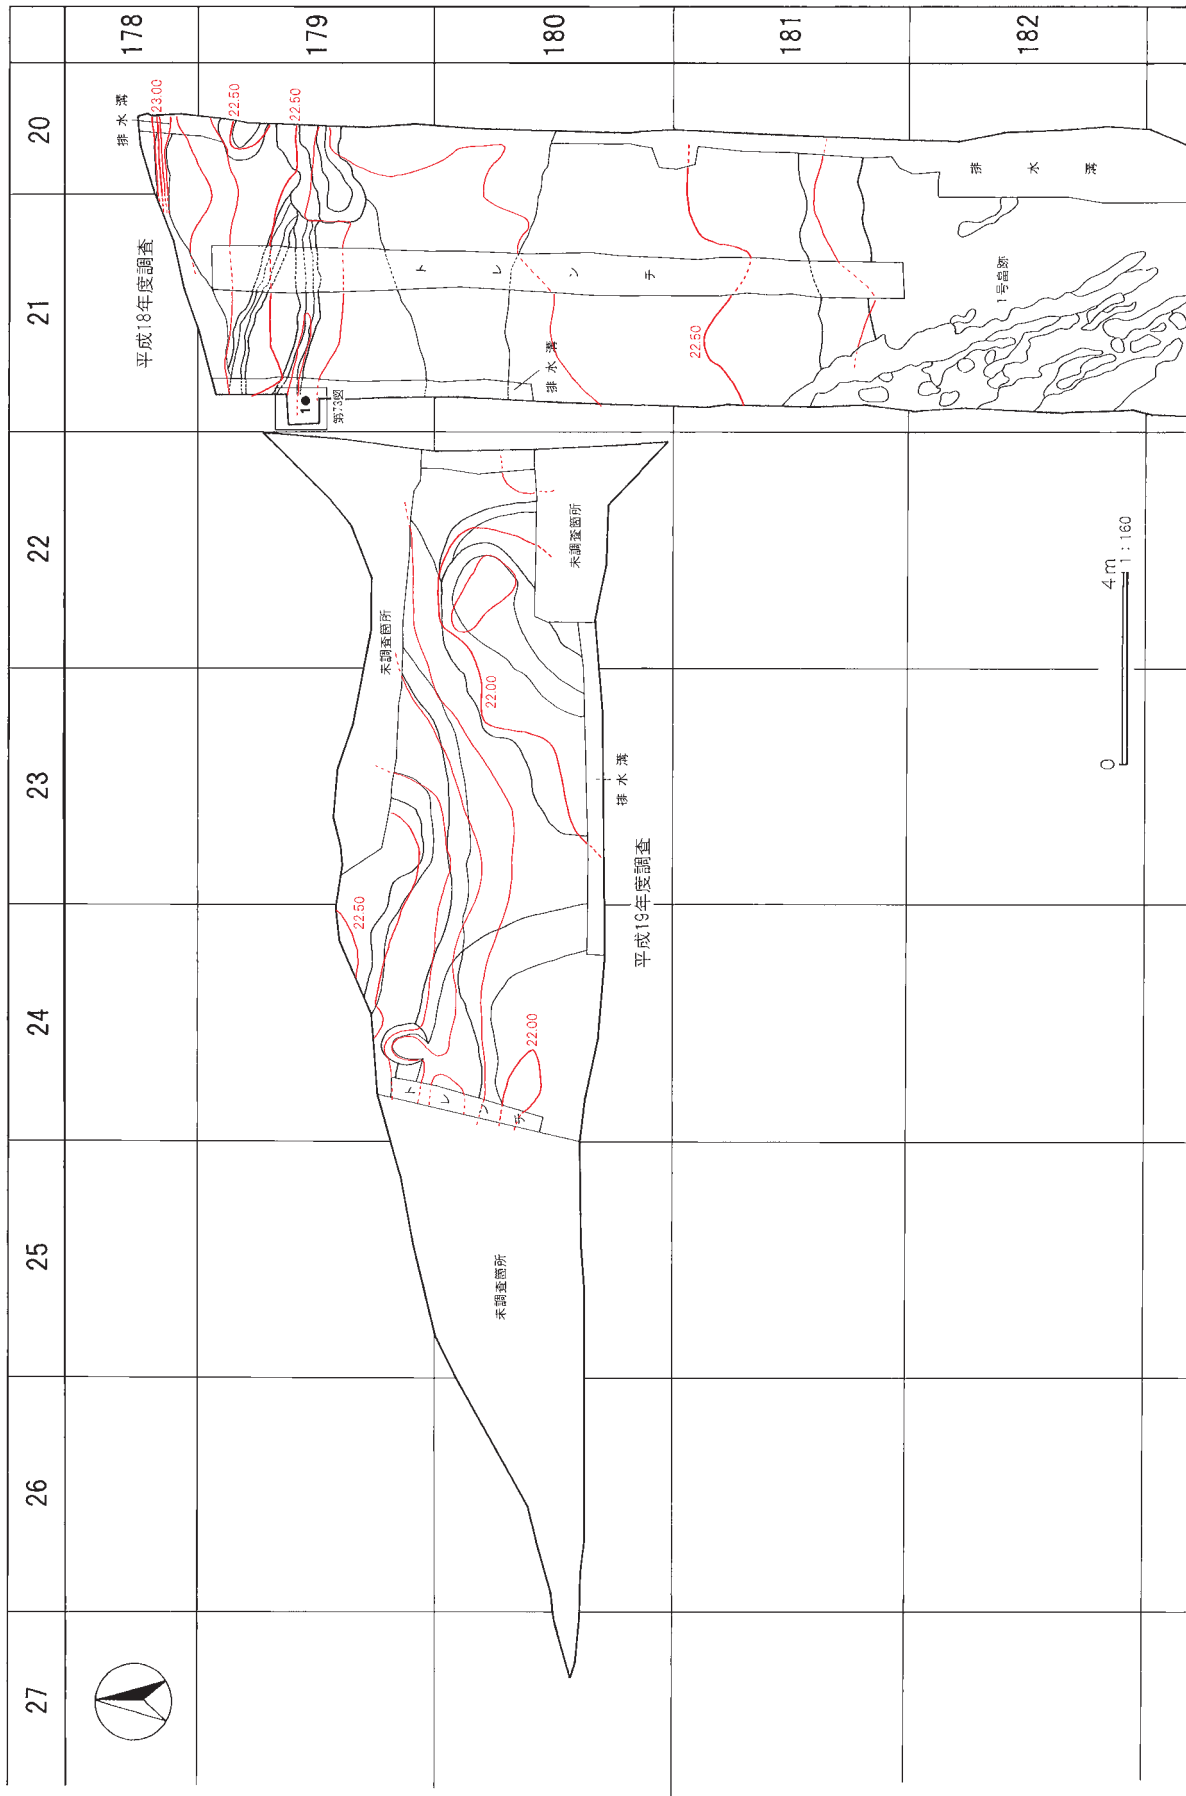 178
179
180
181
182
20
21
22
23
24
25
26
27
排水溝
23.00
22.50
22.50
平成18年度調査
トレンチ
排水溝
1号畠跡
22.50
排水溝
1
第73図
未調査箇所
未調査箇所
22.00
排水溝
平成19年度調査
22.50
22.00
トレンチ
未調査箇所
0
4m
1:160